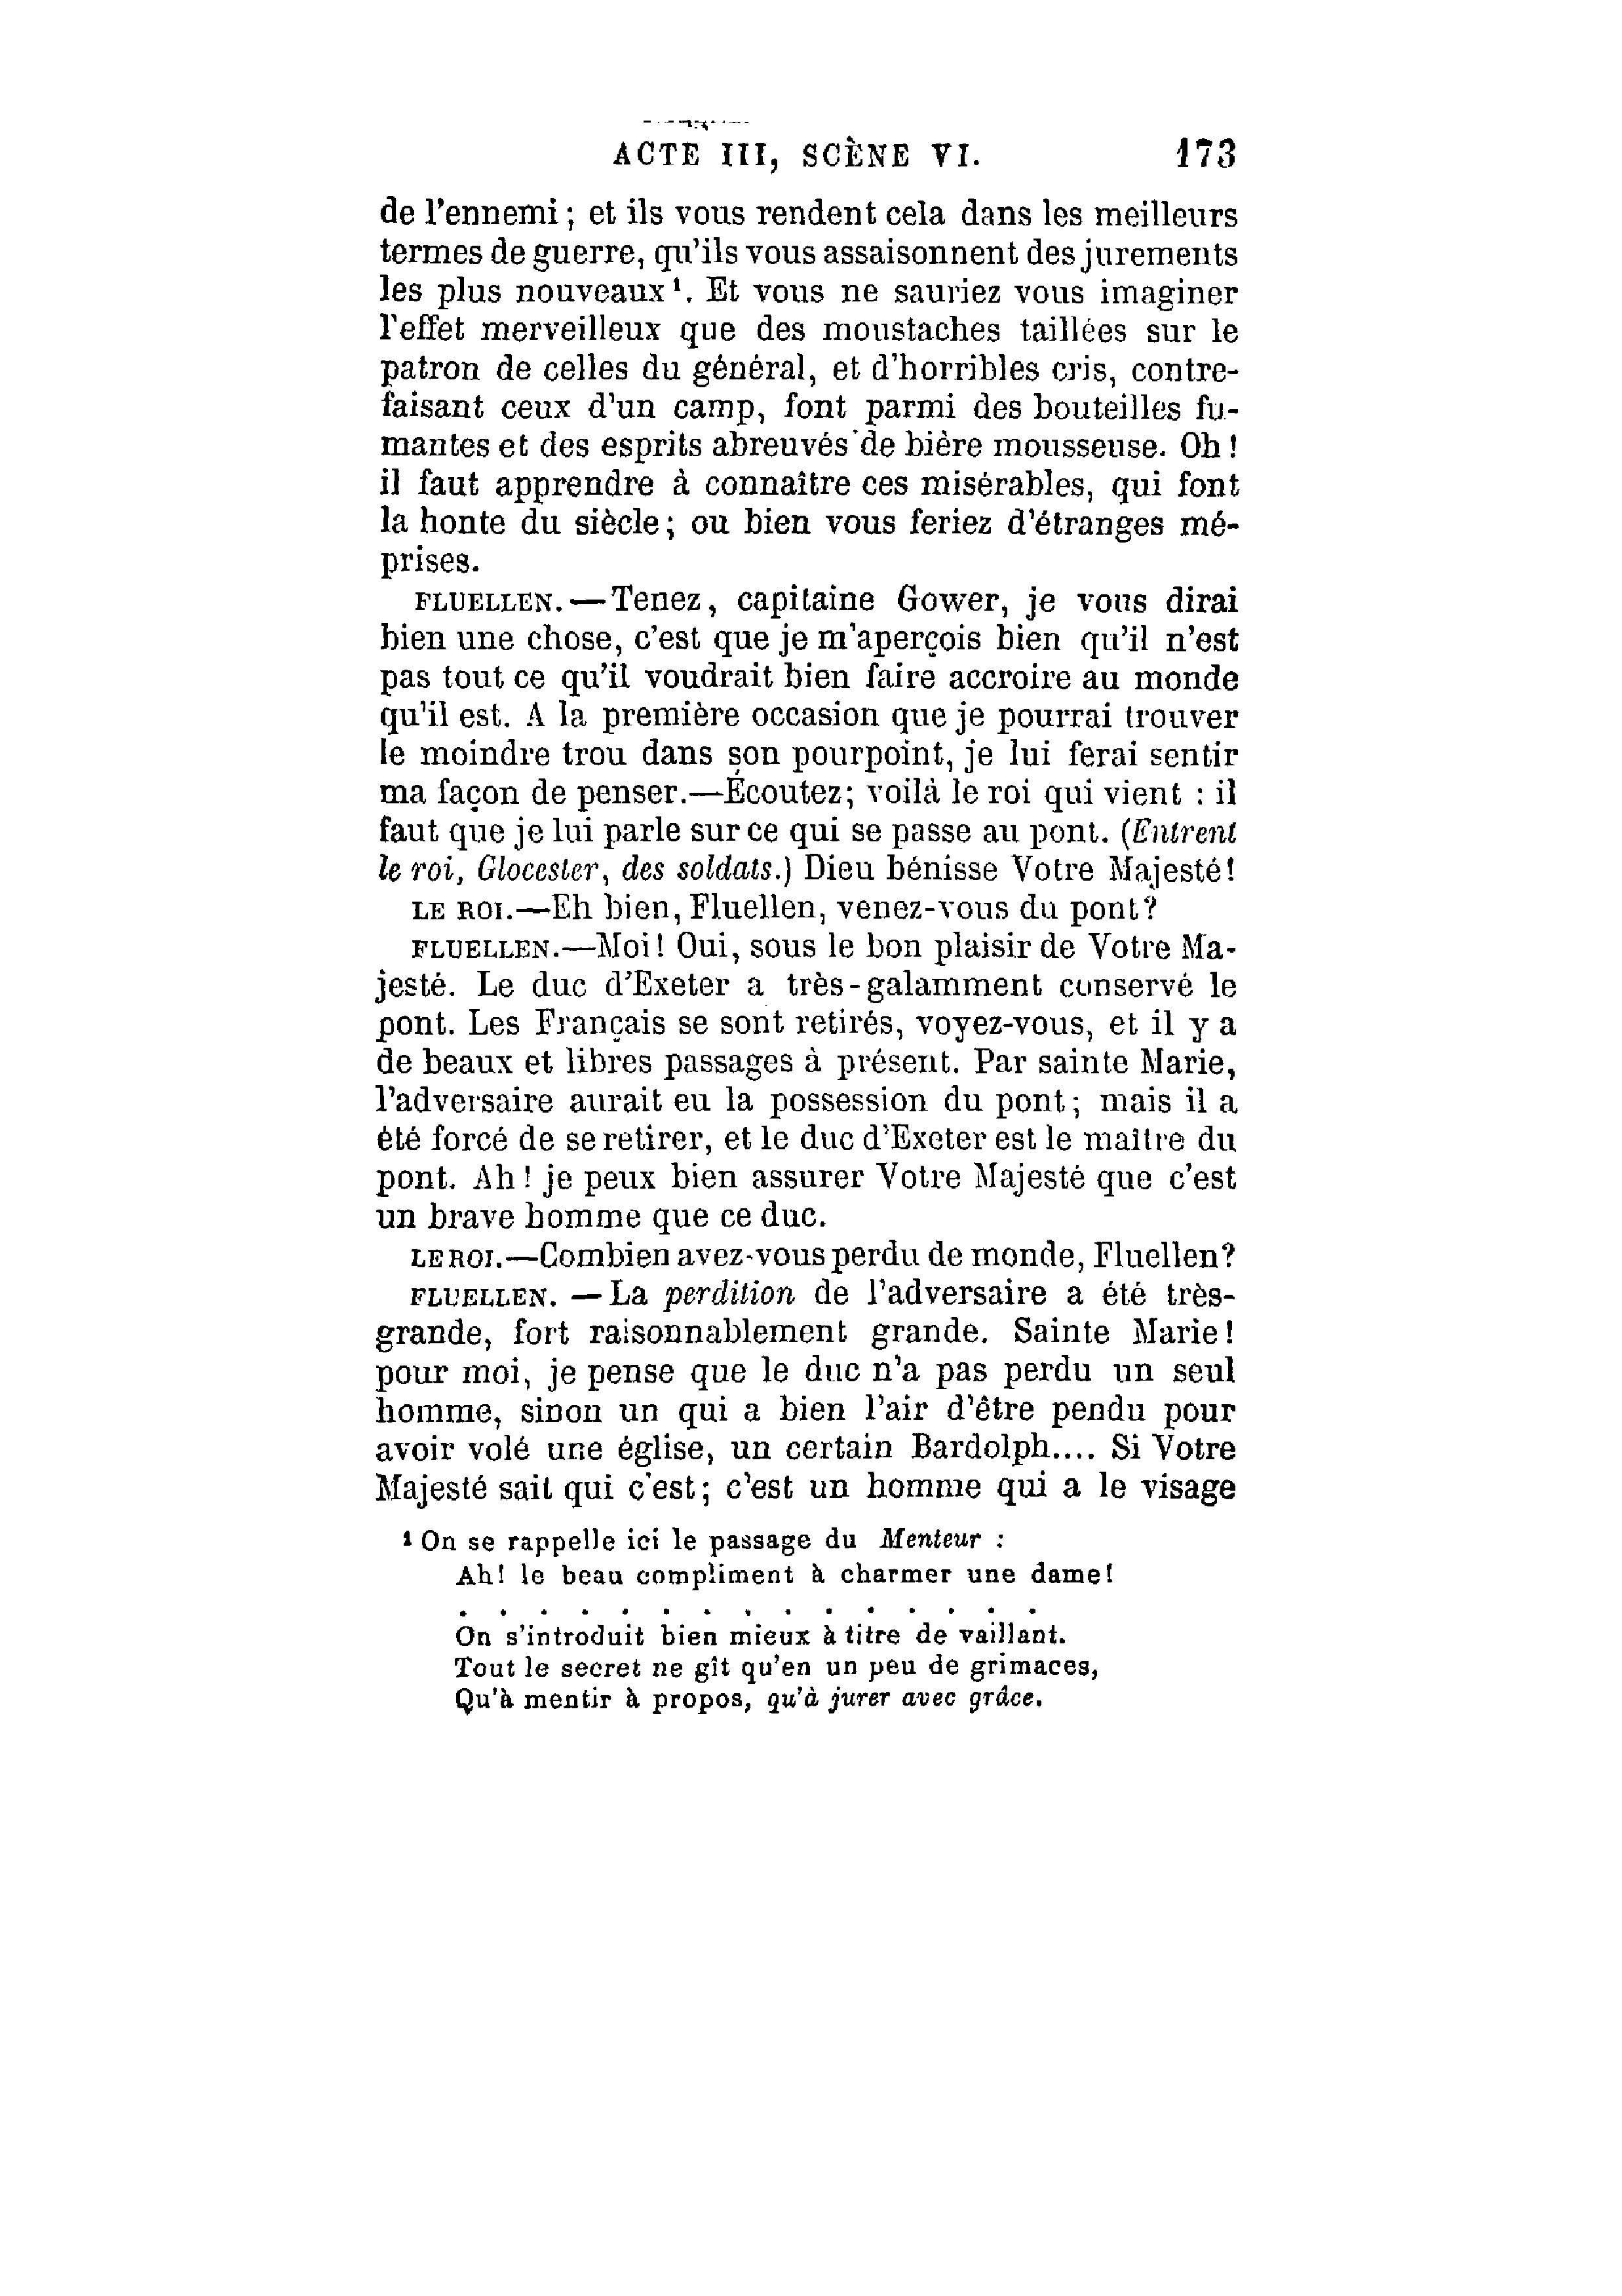 ACTE III, SCÈNE VI. 173
de l'ennemi ; et ils vous rendent cela dans les meilleurs
termes de guerre, qu'ils vous assaisonnent des jurements
les plus nouveaux¹. Et vous ne sauriez vous imaginer
l'effet merveilleux que des moustaches taillées sur le
patron de celles du général, et d'horribles cris, contre-
faisant ceux d'un camp, font parmi des bouteilles fu-
mantes et des esprits abreuvés de bière mousseuse. Oh !
il faut apprendre à connaître ces misérables, qui font
la honte du siècle ; ou bien vous feriez d'étranges mé-
prises.
FLUELLEN.—Tenez, capitaine Gower, je vous dirai
bien une chose, c'est que je m'aperçois bien qu'il n'est
pas tout ce qu'il voudrait bien faire accroire au monde
qu'il est. A la première occasion que je pourrai trouver
le moindre trou dans son pourpoint, je lui ferai sentir
ma façon de penser.—Écoutez ; voilà le roi qui vient : il
faut que je lui parle sur ce qui se passe au pont. (Entrent
le roi, Glocester, des soldats.) Dieu bénisse Votre Majesté!
LE ROI.—Eh bien, Fluellen, venez-vous du pont?
FLUELLEN.—Moi! Oui, sous le bon plaisir de Votre Ma-
jesté. Le duc d'Exeter a très-galamment conservé le
pont. Les Français se sont retirés, voyez-vous, et il y a
de beaux et libres passages à présent. Par sainte Marie,
l'adversaire aurait eu la possession du pont ; mais il a
été forcé de se retirer, et le duc d'Exeter est le maître du
pont. Ah ! je peux bien assurer Votre Majesté que c'est
un brave homme que ce duc.
LE ROI.—Combien avez-vous perdu de monde, Fluellen?
FLUELLEN. —La perdition de l'adversaire a été très-
grande, fort raisonnablement grande. Sainte Marie!
pour moi, je pense que le duc n'a pas perdu un seul
homme, sinon un qui a bien l'air d'être pendu pour
avoir volé une église, un certain Bardolph.... Si Votre
Majesté sait qui c'est ; c'est un homme qui a le visage
¹ On se rappelle ici le passage du Menteur :
Ah! le beau compliment à charmer une dame!
. . . . . . . . . . . . . . .
On s'introduit bien mieux à titre de vaillant.
Tout le secret ne gît qu'en un peu de grimaces,
Qu'à mentir à propos, qu'à jurer avec grâce.